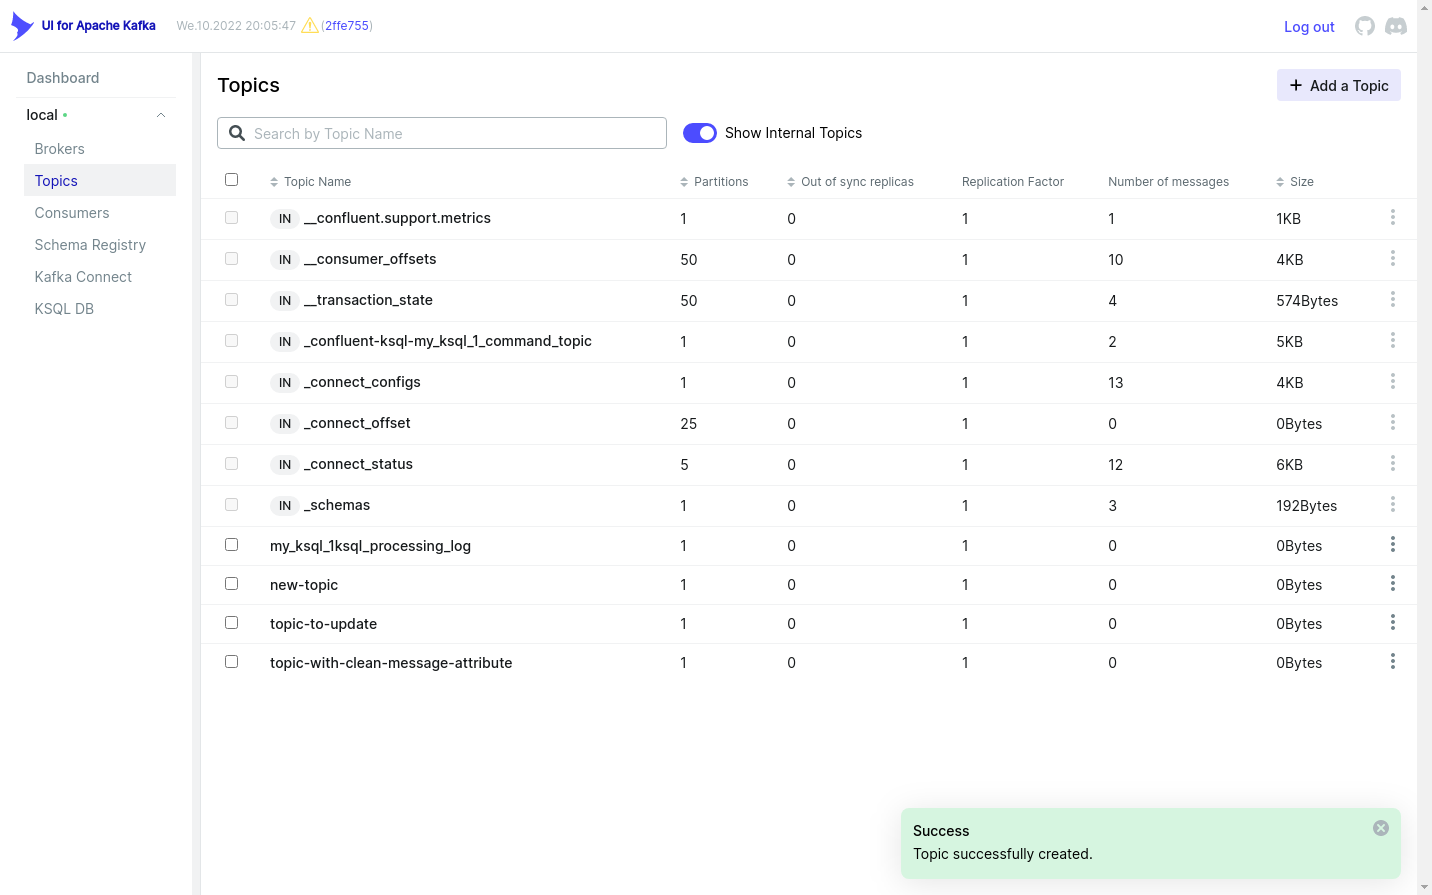 UI for Apache Kafka We.10.2022 20:05:47 (2ffe755) Log out
Dashboard
local
Brokers
Topics
Consumers
Schema Registry
Kafka Connect
KSQL DB
Topics
Add a Topic
Search by Topic Name
Show Internal Topics
Topic Name Partitions Out of sync replicas Replication Factor Number of messages Size
IN __confluent.support.metrics 1 0 1 1 1KB
IN __consumer_offsets 50 0 1 10 4KB
IN __transaction_state 50 0 1 4 574Bytes
IN _confluent-ksql-my_ksql_1_command_topic 1 0 1 2 5KB
IN _connect_configs 1 0 1 13 4KB
IN _connect_offset 25 0 1 0 0Bytes
IN _connect_status 5 0 1 12 6KB
IN _schemas 1 0 1 3 192Bytes
my_ksql_1ksql_processing_log 1 0 1 0 0Bytes
new-topic 1 0 1 0 0Bytes
topic-to-update 1 0 1 0 0Bytes
topic-with-clean-message-attribute 1 0 1 0 0Bytes
Success
Topic successfully created.